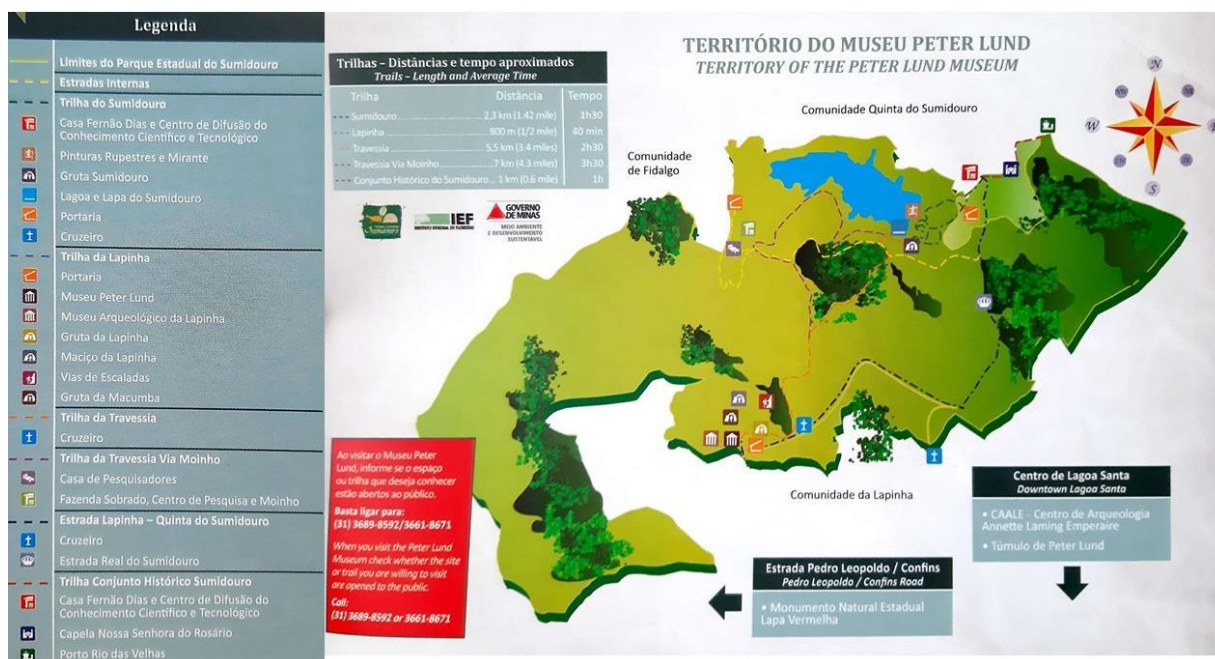 Legenda
Limites do Parque Estadual do Sumidouro
Estradas Internas
Trilha do Sumidouro
Casa Fernão Dias e Centro de Difusão do
Conhecimento Científico e Tecnológico
Pinturas Rupestres e Mirante
Gruta Sumidouro
Lagoa e Lapa do Sumidouro
Portaria
Cruzeiro
Trilha da Lapinha
Portaria
Museu Peter Lund
Museu Arqueológico da Lapinha
Gruta da Lapinha
Maciço da Lapinha
Vias de Escaladas
Gruta da Macumba
Trilha da Travessia
Cruzeiro
Trilha da Travessia Via Moinho
Casa de Pesquisadores
Fazenda Sobrado, Centro de Pesquisa e Moinho
Estrada Lapinha – Quinta do Sumidouro
Cruzeiro
Estrada Real do Sumidouro
Trilha Conjunto Histórico Sumidouro
Casa Fernão Dias e Centro de Difusão do
Conhecimento Científico e Tecnológico
Capela Nossa Senhora do Rosário
Porto Rio das Velhas
Trilhas – Distâncias e tempo aproximados
Trails – Length and Average Time
Trilha Distância Tempo
Sumidouro 2,3 km (1.42 mile) 1h30
Lapinha 800 m (1/2 mile) 40 min
Travessia 5,5 km (3.4 miles) 2h30
Travessia Via Moinho 7 km (4.3 miles) 3h30
Conjunto Histórico do Sumidouro ... 1 km (0.6 mile) 1h
Sumidouro
IEF
INSTITUTO ESTADUAL DE FLORESTAS
GOVERNO
DE MINAS
MEIO AMBIENTE
E DESENVOLVIMENTO
SUSTENTÁVEL
TERRITÓRIO DO MUSEU PETER LUND
TERRITORY OF THE PETER LUND MUSEUM
Comunidade Quinta do Sumidouro
Comunidade
de Fidalgo
N
W
E
S
Comunidade da Lapinha
Ao visitar o Museu Peter
Lund, informe se o espaço
ou trilha que deseja conhecer
estão abertos ao público.
Basta ligar para:
(31) 3689-8592/3661-8671
When you visit the Peter Lund
Museum check whether the site
or trail you are willing to visit
are opened to the public.
Call:
(31) 3689-8592 or 3661-8671
Estrada Pedro Leopoldo / Confins
Pedro Leopoldo / Confins Road
• Monumento Natural Estadual
Lapa Vermelha
Centro de Lagoa Santa
Downtown Lagoa Santa
• CAALE - Centro de Arqueologia
Annette Laming Emperaire
• Túmulo de Peter Lund